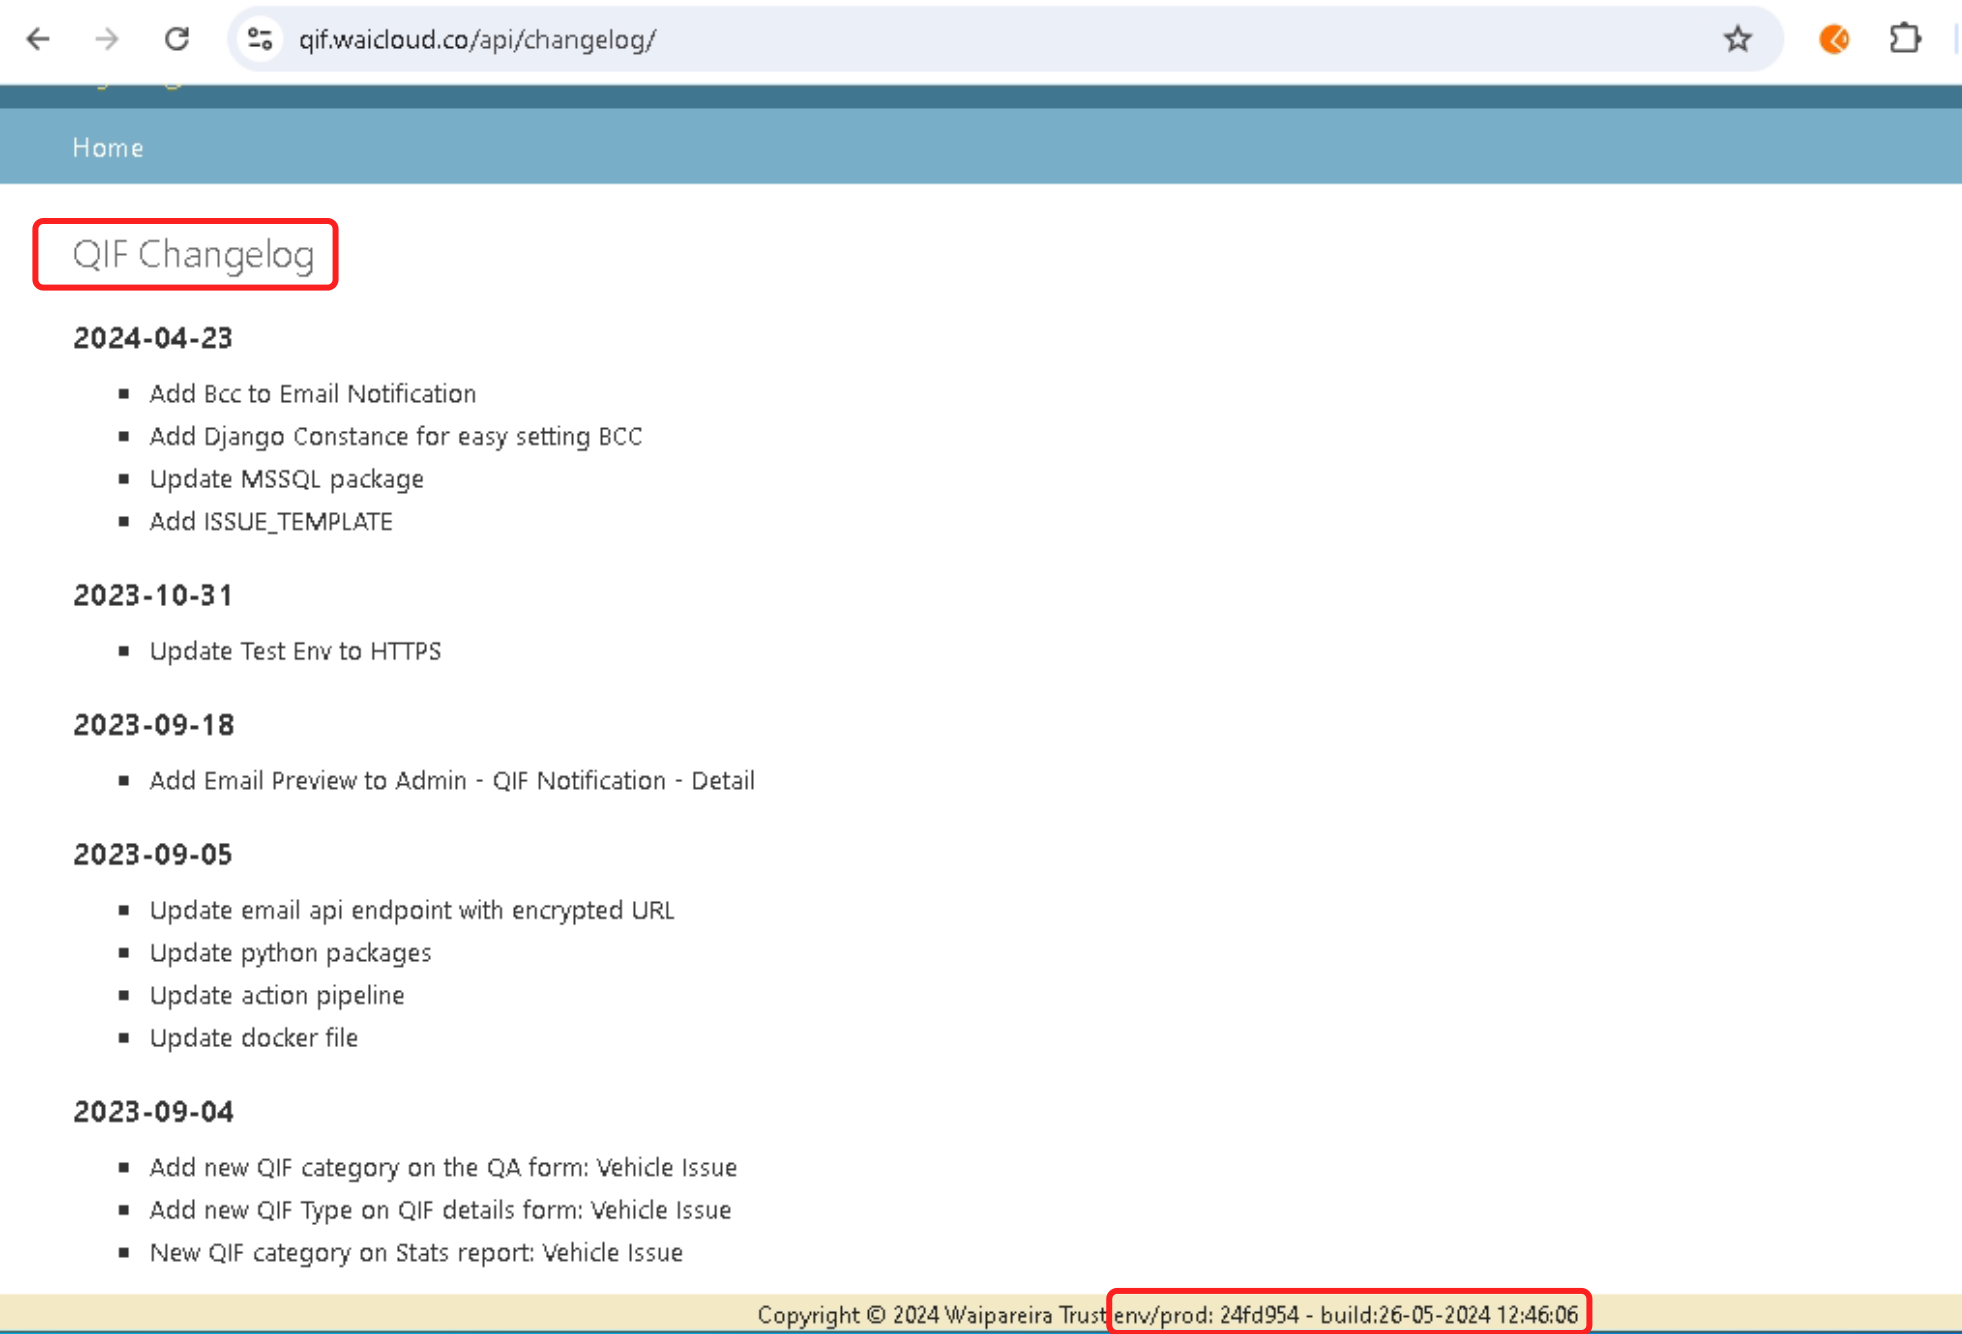 qif.waicloud.co/api/changelog/
Home
QIF Changelog
2024-04-23
Add Bcc to Email Notification
Add Django Constance for easy setting BCC
Update MSSQL package
Add ISSUE_TEMPLATE
2023-10-31
Update Test Env to HTTPS
2023-09-18
Add Email Preview to Admin - QIF Notification - Detail
2023-09-05
Update email api endpoint with encrypted URL
Update python packages
Update action pipeline
Update docker file
2023-09-04
Add new QIF category on the QA form: Vehicle Issue
Add new QIF Type on QIF details form: Vehicle Issue
New QIF category on Stats report: Vehicle Issue
Copyright © 2024 Waipareira Trust env/prod: 24fd954 - build:26-05-2024 12:46:06